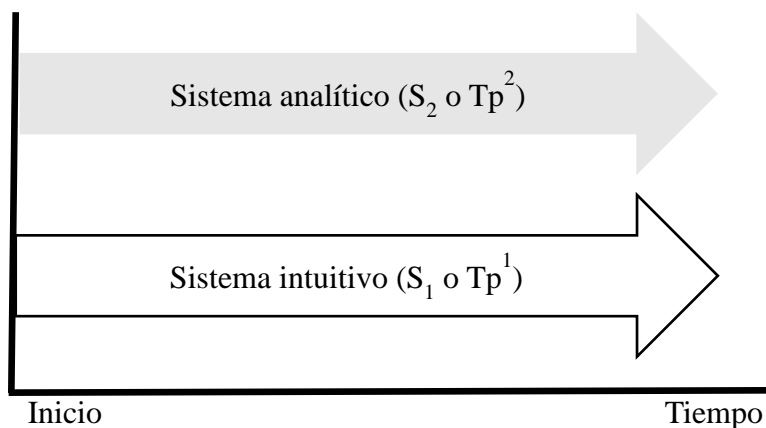 Sistema analítico (S₂ o Tp²)
Sistema intuitivo (S₁ o Tp¹)
Inicio
Tiempo